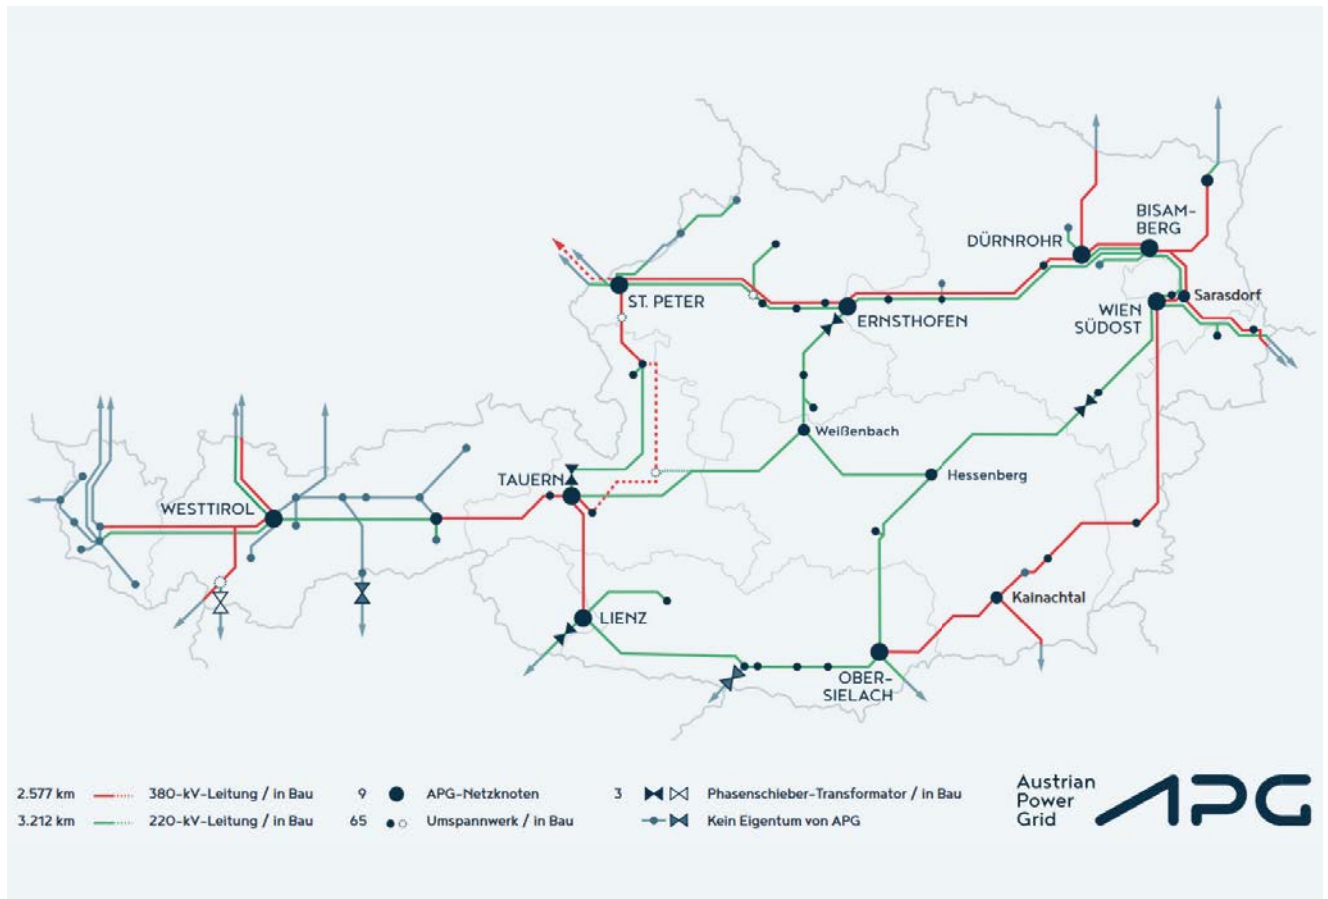 BISAM-
BERG
DÜRNROHR
ST. PETER
Sarasdorf
WIEN
SÜDOST
ERNSTHOFEN
Weißenbach
Hessenberg
TAUERN
WESTTIROL
Kainachtal
LIENZ
OBER-
SIELACH
2.577 km 380-kV-Leitung / in Bau 9 APG-Netzknoten 3 Phasenschieber-Transformator / in Bau
3.212 km 220-kV-Leitung / in Bau 65 Umspannwerk / in Bau Kein Eigentum von APG
Austrian
Power
Grid
APG